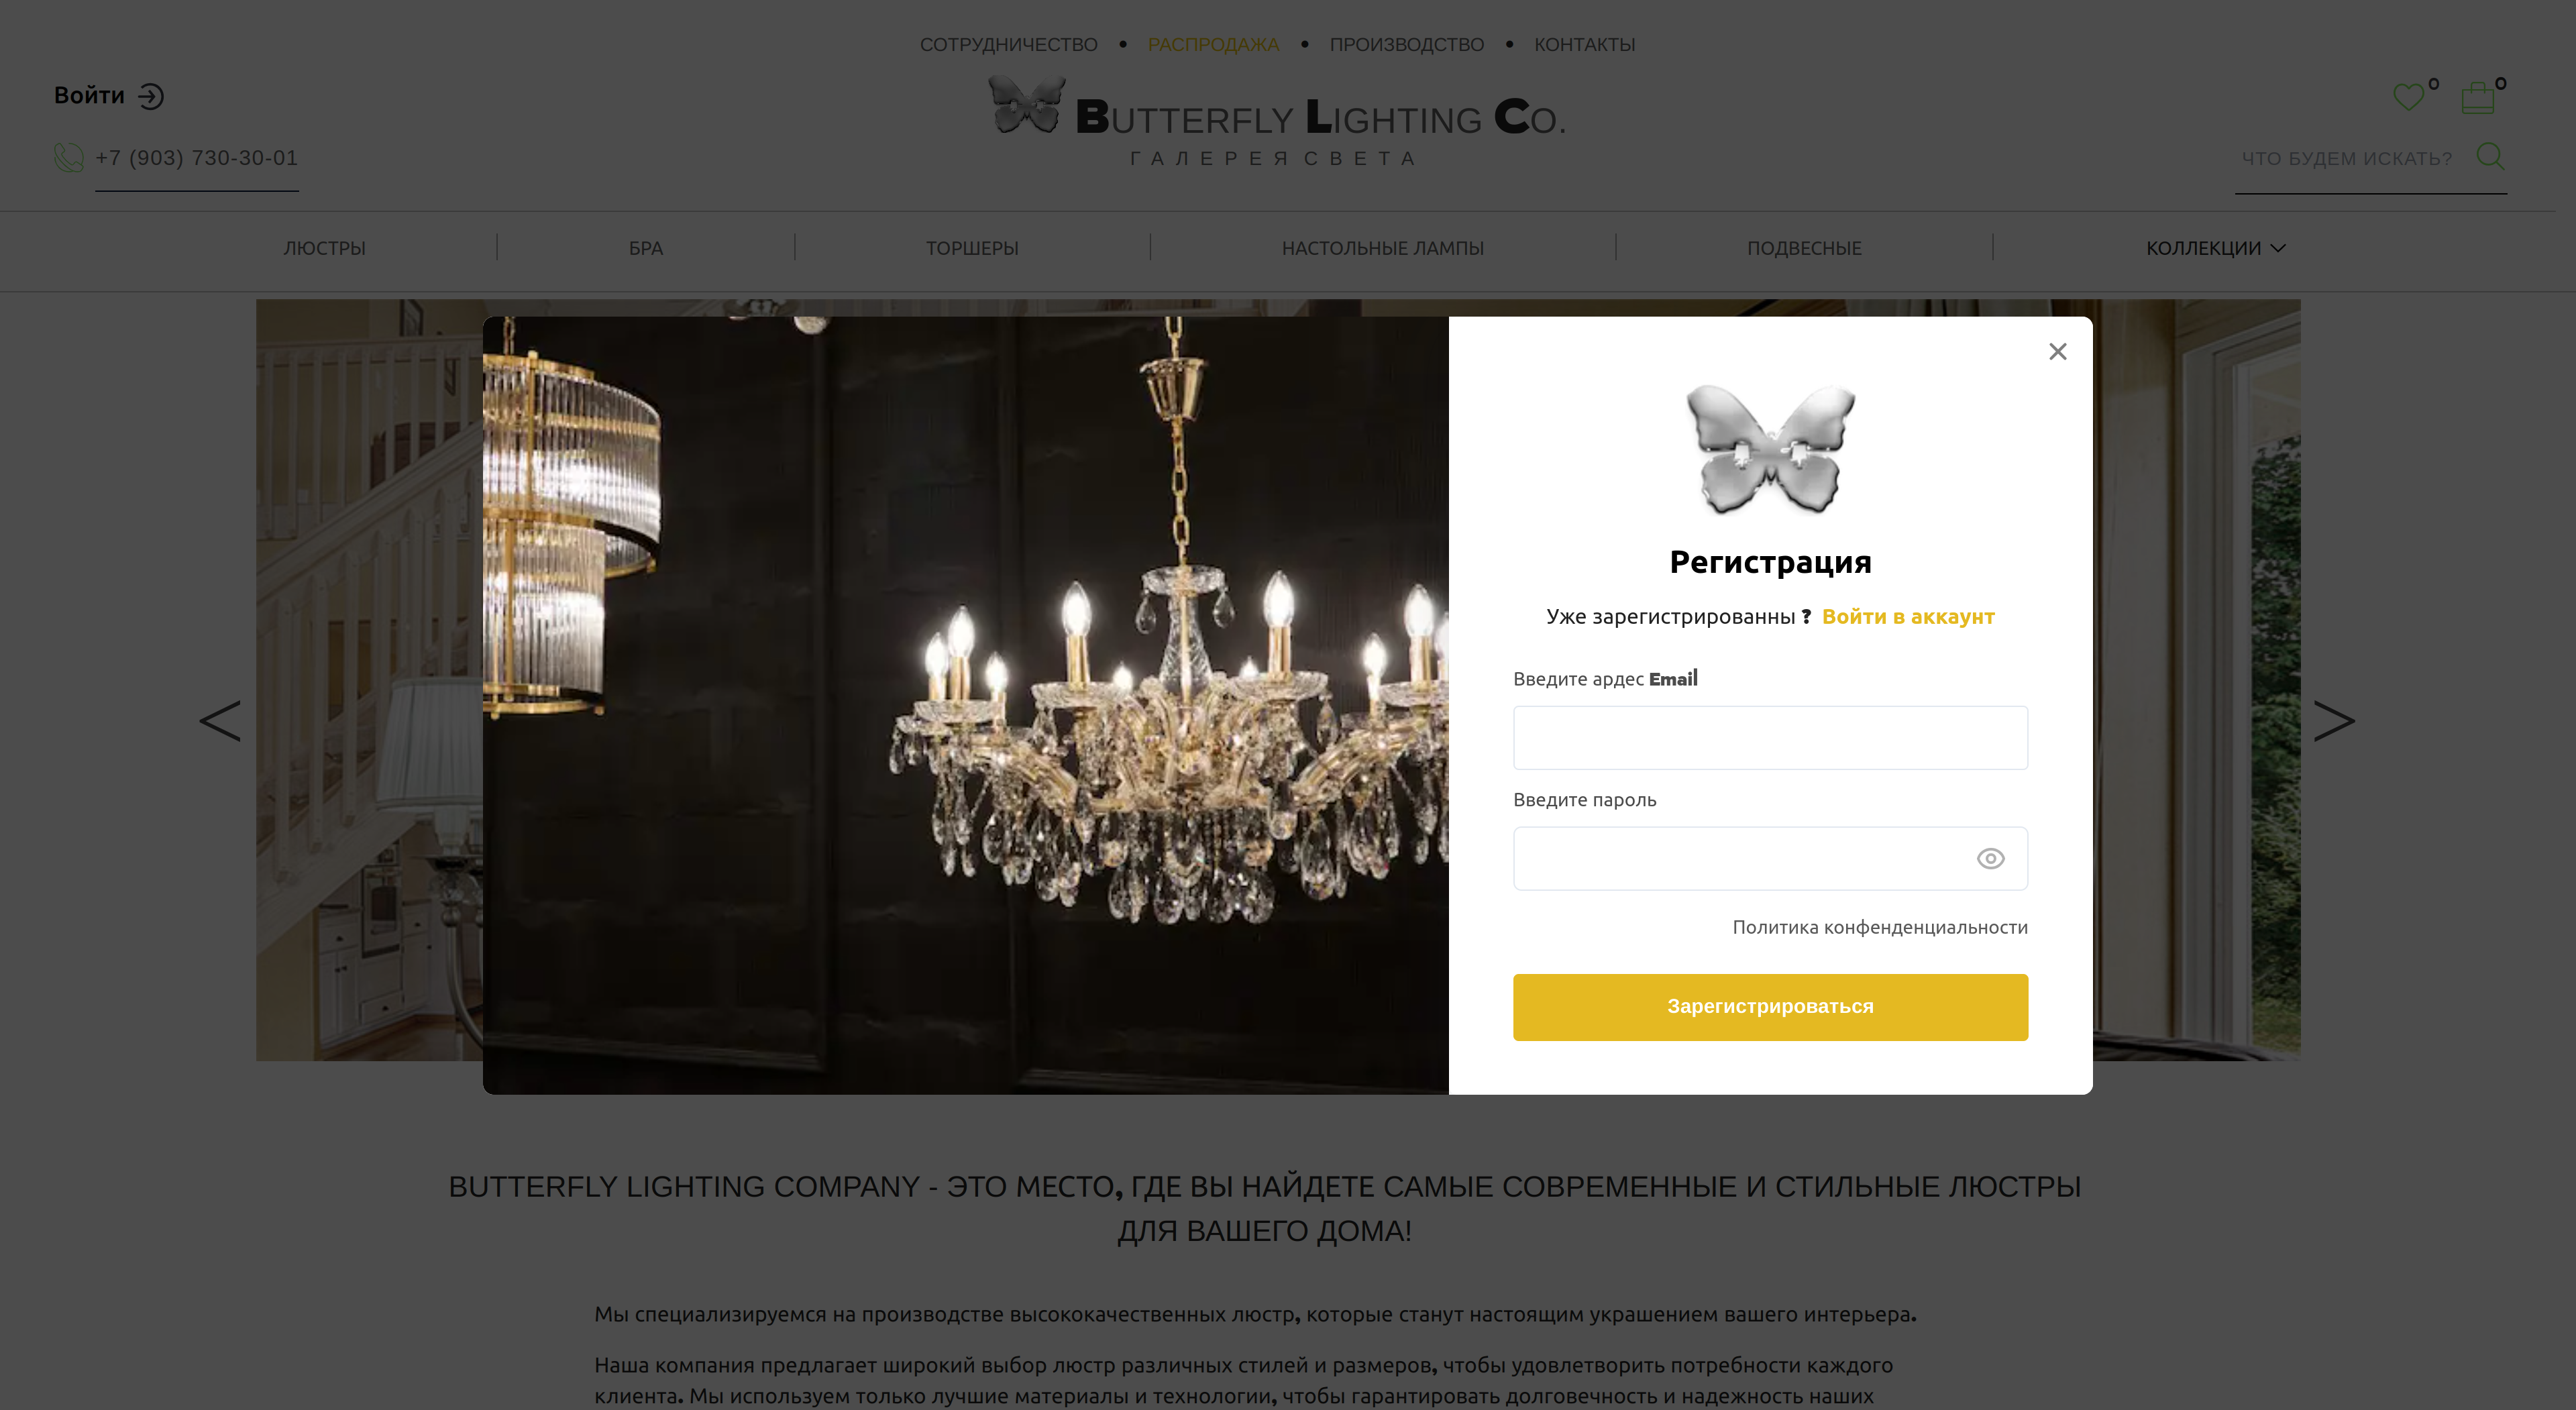 СОТРУДНИЧЕСТВО • РАСПРОДАЖА • ПРОИЗВОДСТВО • КОНТАКТЫ
Войти
BUTTERFLY LIGHTING CO.
0 0
+7 (903) 730-30-01
ГАЛЕРЕЯ СВЕТА
ЧТО БУДЕМ ИСКАТЬ?
ЛЮСТРЫ БРА ТОРШЕРЫ НАСТОЛЬНЫЕ ЛАМПЫ ПОДВЕСНЫЕ КОЛЛЕКЦИИ
Регистрация
Уже зарегистрированны ? Войти в аккаунт
Введите ардес Email
Введите пароль
Политика конфенденциальности
Зарегистрироваться
BUTTERFLY LIGHTING COMPANY - ЭТО МЕСТО, ГДЕ ВЫ НАЙДЕТЕ САМЫЕ СОВРЕМЕННЫЕ И СТИЛЬНЫЕ ЛЮСТРЫ
ДЛЯ ВАШЕГО ДОМА!
Мы специализируемся на производстве высококачественных люстр, которые станут настоящим украшением вашего интерьера.
Наша компания предлагает широкий выбор люстр различных стилей и размеров, чтобы удовлетворить потребности каждого
клиента. Мы используем только лучшие материалы и технологии, чтобы гарантировать долговечность и надежность наших